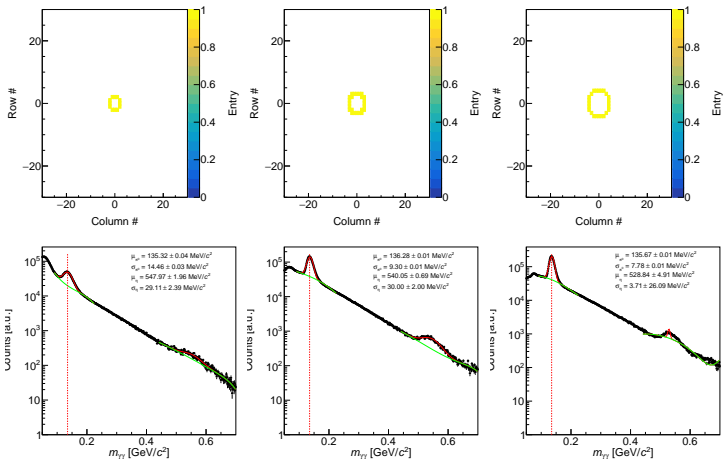 20
0
−20
Row #
−20 0 20
Column #
1
0.8
0.6
0.4
0.2
0
Entry
20
0
−20
Row #
−20 0 20
Column #
1
0.8
0.6
0.4
0.2
0
Entry
20
0
−20
Row #
−20 0 20
Column #
1
0.8
0.6
0.4
0.2
0
Entry
μπ⁰ = 135.32 ± 0.04 MeV/c²
σπ⁰ = 14.46 ± 0.03 MeV/c²
μη = 547.97 ± 1.96 MeV/c²
ση = 29.11 ± 2.39 MeV/c²
10⁵
10⁴
10³
10²
10
1
Counts [a.u.]
0.2 0.4 0.6
mγγ [GeV/c²]
μπ⁰ = 136.28 ± 0.01 MeV/c²
σπ⁰ = 9.30 ± 0.01 MeV/c²
μη = 540.05 ± 0.69 MeV/c²
ση = 30.00 ± 2.00 MeV/c²
10⁵
10⁴
10³
10²
10
1
Counts [a.u.]
0.2 0.4 0.6
mγγ [GeV/c²]
μπ⁰ = 135.67 ± 0.01 MeV/c²
σπ⁰ = 7.78 ± 0.01 MeV/c²
μη = 528.84 ± 4.91 MeV/c²
ση = 3.71 ± 26.09 MeV/c²
10⁵
10⁴
10³
10²
10
1
Counts [a.u.]
0.2 0.4 0.6
mγγ [GeV/c²]